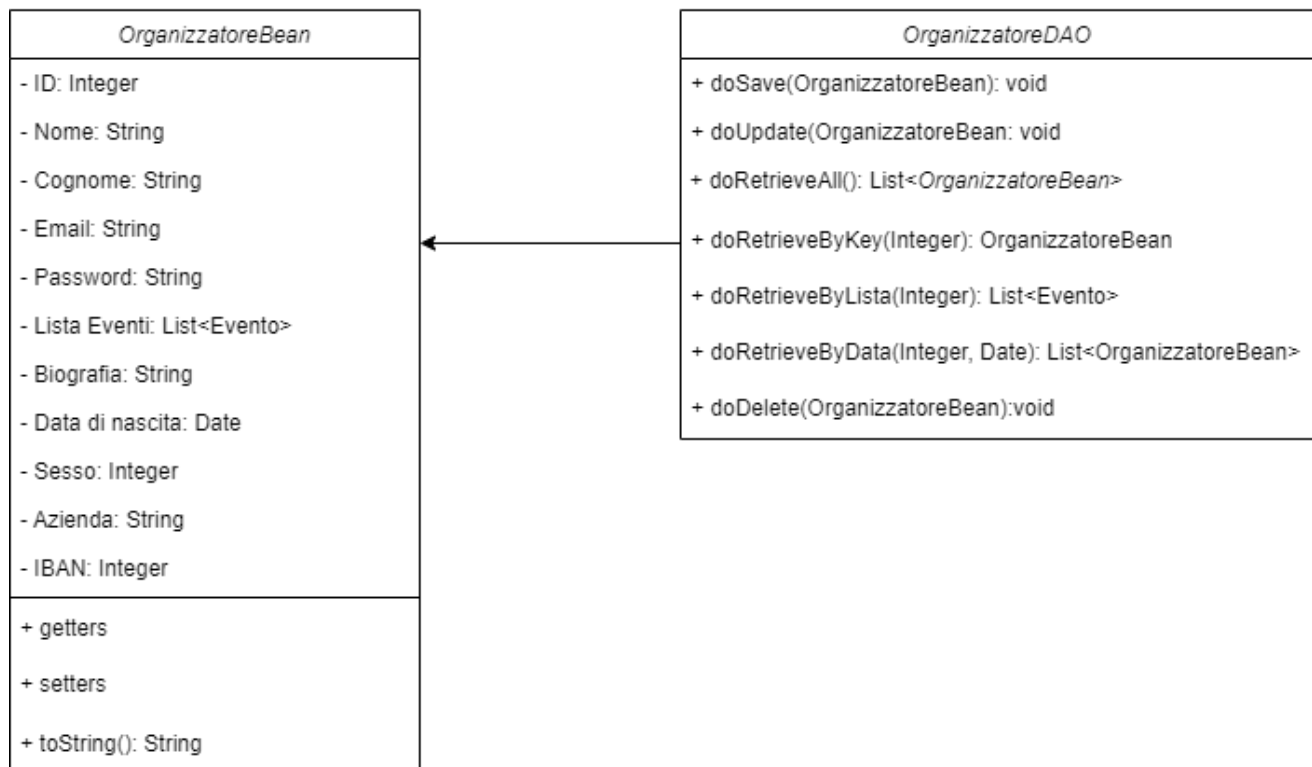 OrganizzatoreBean
- ID: Integer
- Nome: String
- Cognome: String
- Email: String
- Password: String
- Lista Eventi: List<Evento>
- Biografia: String
- Data di nascita: Date
- Sesso: Integer
- Azienda: String
- IBAN: Integer
+ getters
+ setters
+ toString(): String
OrganizzatoreDAO
+ doSave(OrganizzatoreBean): void
+ doUpdate(OrganizzatoreBean: void
+ doRetrieveAll(): List<OrganizzatoreBean>
+ doRetrieveByKey(Integer): OrganizzatoreBean
+ doRetrieveByLista(Integer): List<Evento>
+ doRetrieveByData(Integer, Date): List<OrganizzatoreBean>
+ doDelete(OrganizzatoreBean):void